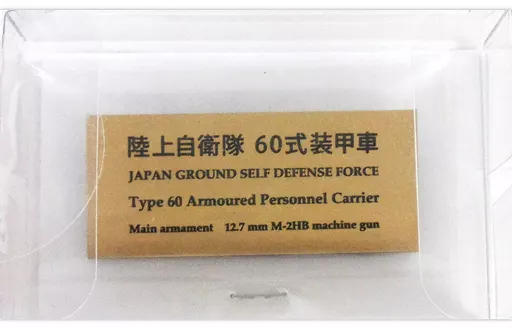 陸上自衛隊 60式装甲車
JAPAN GROUND SELF DEFENSE FORCE
Type 60 Armoured Personnel Carrier
Main armament 12.7 mm M-2HB machine gun